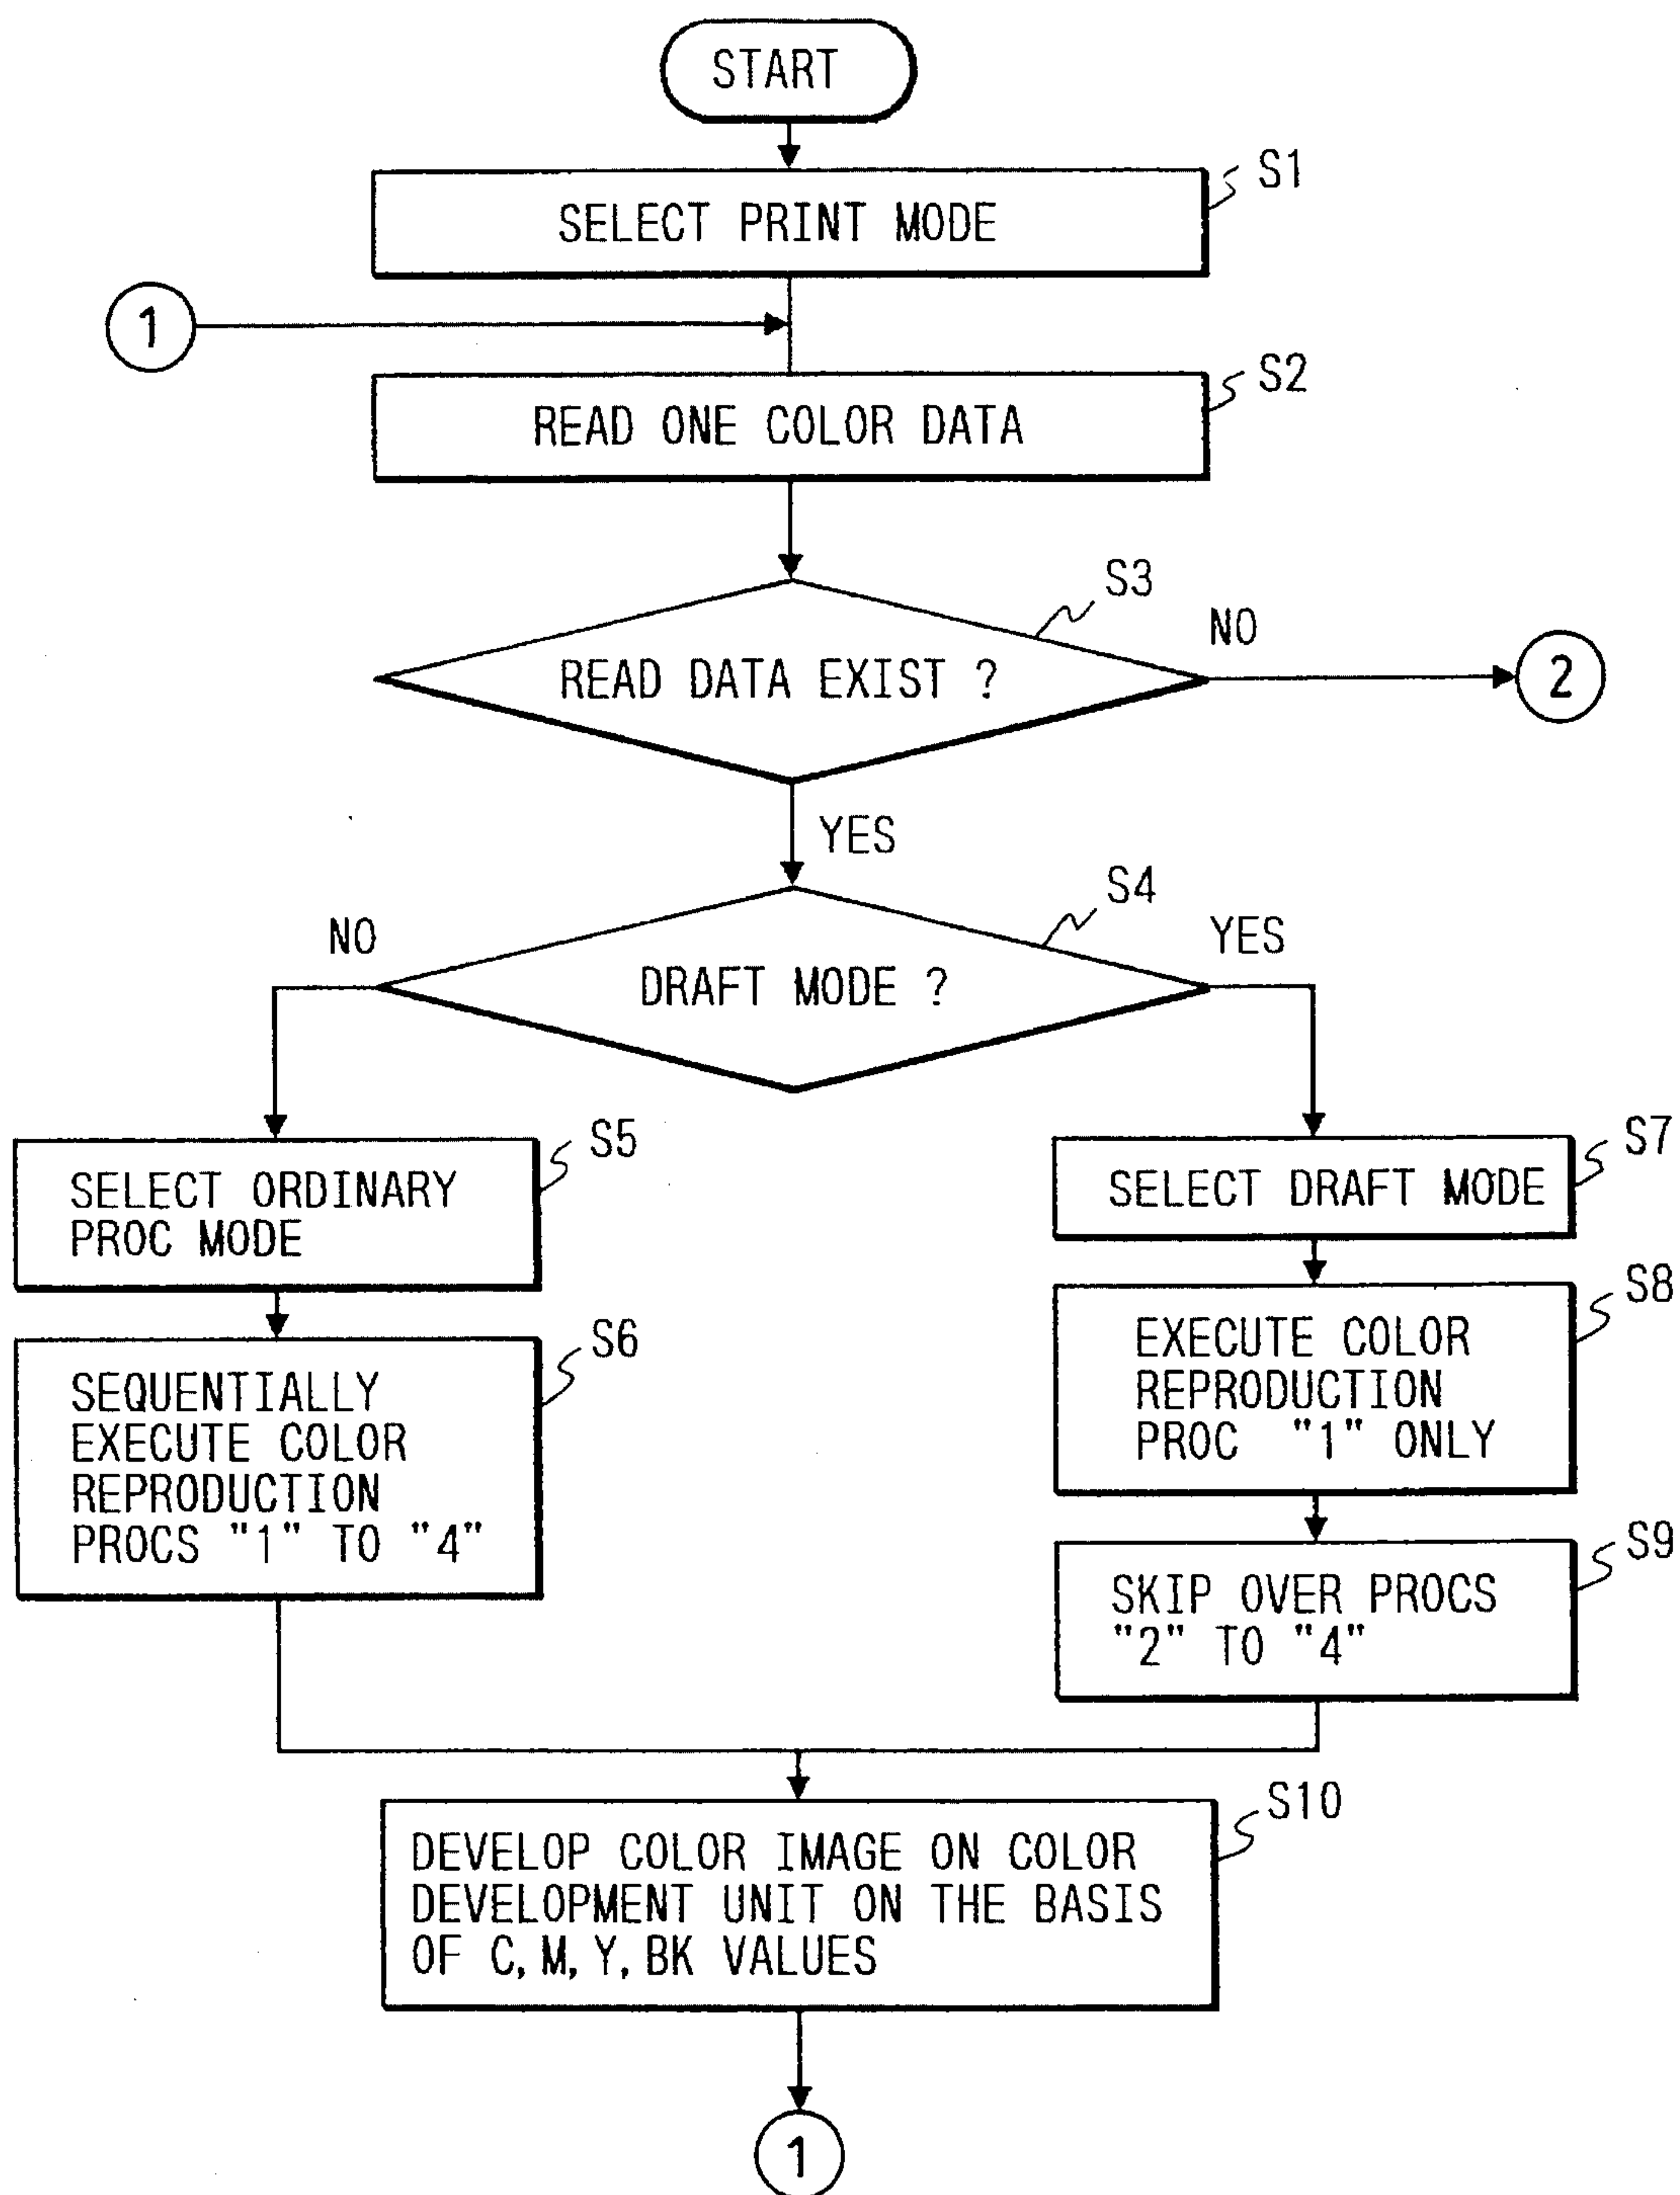 START
S1
SELECT PRINT MODE
1
S2
READ ONE COLOR DATA
S3
NO
READ DATA EXIST ?
2
YES
S4
NO
YES
DRAFT MODE ?
S5
SELECT ORDINARY
PROC MODE
S7
SELECT DRAFT MODE
S6
SEQUENTIALLY
EXECUTE COLOR
REPRODUCTION
PROCS "1" TO "4"
S8
EXECUTE COLOR
REPRODUCTION
PROC "1" ONLY
S9
SKIP OVER PROCS
"2" TO "4"
S10
DEVELOP COLOR IMAGE ON COLOR
DEVELOPMENT UNIT ON THE BASIS
OF C, M, Y, BK VALUES
1